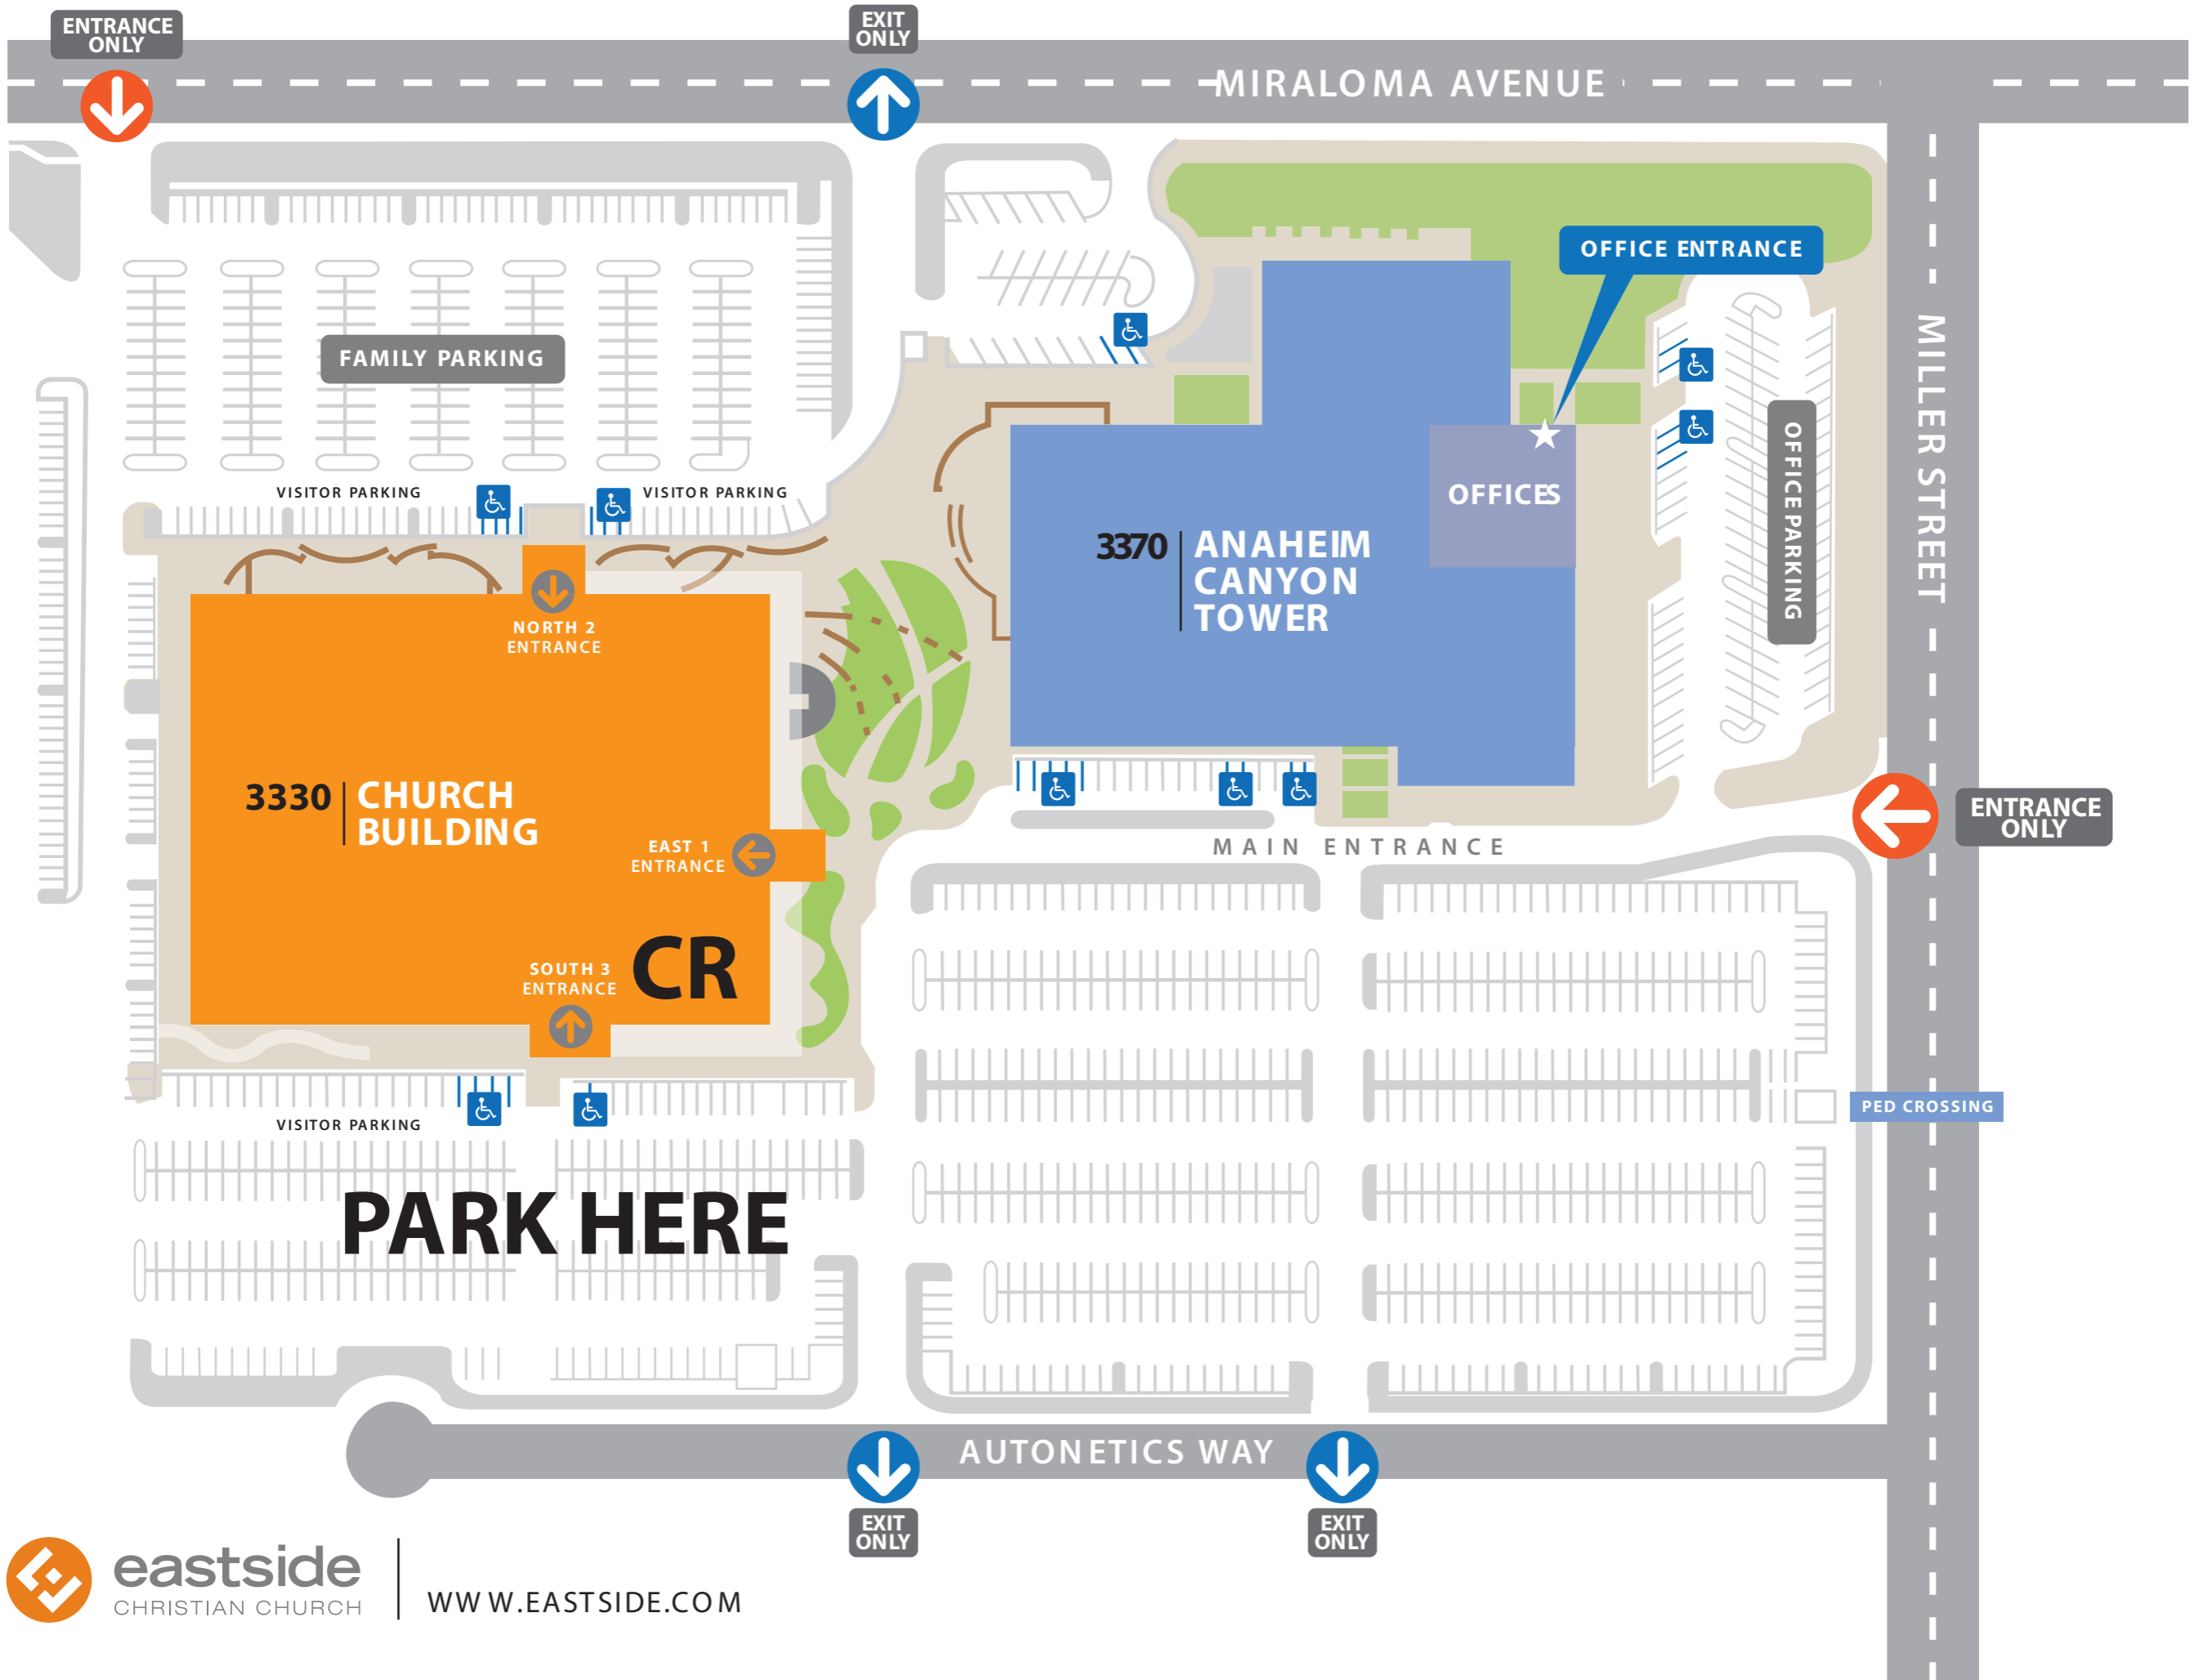 ENTRANCE
ONLY
EXIT
ONLY
MIRALOMA AVENUE
OFFICE ENTRANCE
MILLER STREET
FAMILY PARKING
OFFICE PARKING
VISITOR PARKING
VISITOR PARKING
OFFICES
3370
ANAHEIM
CANYON
TOWER
NORTH 2
ENTRANCE
3330
CHURCH
BUILDING
EAST 1
ENTRANCE
MAIN ENTRANCE
ENTRANCE
ONLY
SOUTH 3
ENTRANCE
CR
PED CROSSING
VISITOR PARKING
PARK HERE
AUTONETICS WAY
EXIT
ONLY
EXIT
ONLY
eastside
CHRISTIAN CHURCH
WWW.EASTSIDE.COM